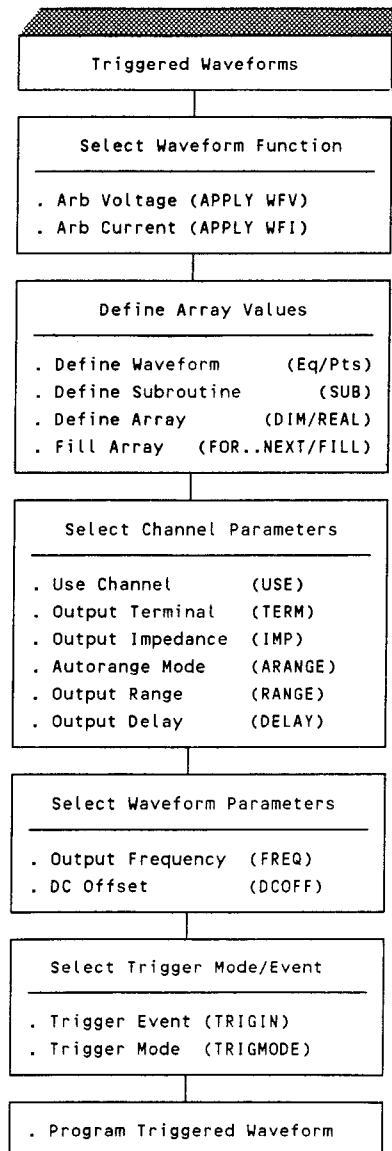 Triggered Waveforms
Select Waveform Function
. Arb Voltage (APPLY WFV)
. Arb Current (APPLY WFI)
Define Array Values
. Define Waveform (Eq/Pts)
. Define Subroutine (SUB)
. Define Array (DIM/REAL)
. Fill Array (FOR..NEXT/FILL)
Select Channel Parameters
. Use Channel (USE)
. Output Terminal (TERM)
. Output Impedance (IMP)
. Autorange Mode (ARANGE)
. Output Range (RANGE)
. Output Delay (DELAY)
Select Waveform Parameters
. Output Frequency (FREQ)
. DC Offset (DCOFF)
Select Trigger Mode/Event
. Trigger Event (TRIGIN)
. Trigger Mode (TRIGMODE)
. Program Triggered Waveform